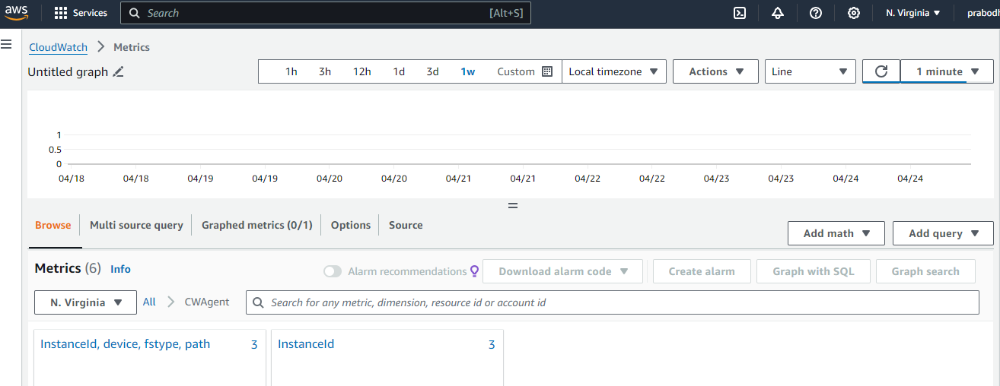 aws Services Search [Alt+S] N. Virginia prabodh
CloudWatch Metrics
Untitled graph 1h 3h 12h 1d 3d 1w Custom Local timezone Actions Line 1 minute
1
0.5
0
04/18 04/18 04/19 04/19 04/20 04/20 04/21 04/21 04/22 04/22 04/23 04/23 04/24 04/24
Browse Multi source query Graphed metrics (0/1) Options Source Add math Add query
Metrics (6) Info Alarm recommendations Download alarm code Create alarm Graph with SQL Graph search
N. Virginia All CWAgent Search for any metric, dimension, resource id or account id
InstanceId, device, fstype, path 3 InstanceId 3